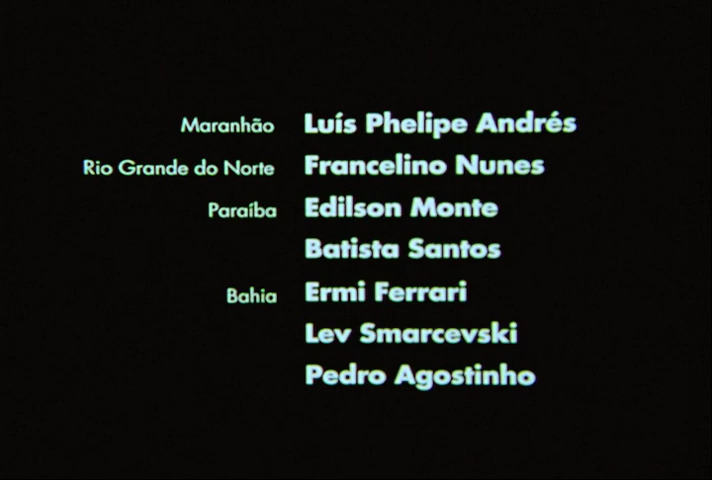 Maranhão Luís Phelipe Andrés
Rio Grande do Norte Francelino Nunes
Paraíba Edilson Monte
Batista Santos
Bahia Ermi Ferrari
Lev Smarcevski
Pedro Agostinho